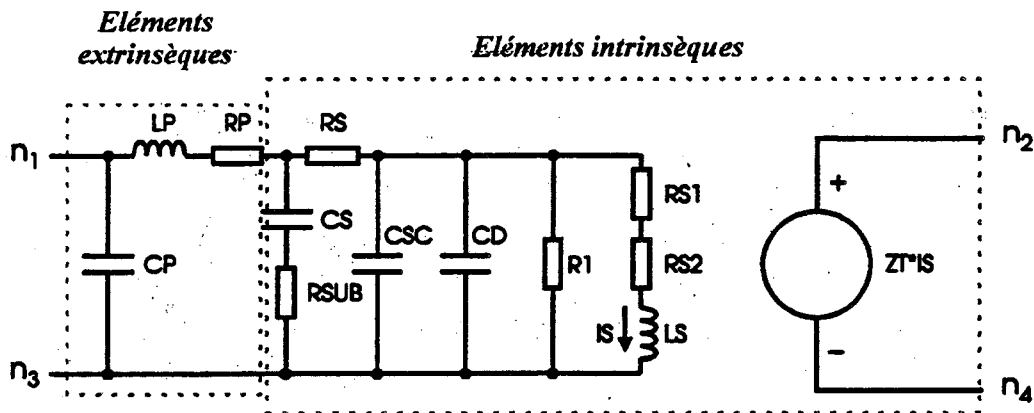 Eléments
extrinsèques
Eléments intrinsèques
LP
RP
RS
n1
n2
CS
CSC
CD
RS1
CP
R1
RS2
RSUB
IS
LS
+
ZT*IS
−
n3
n4